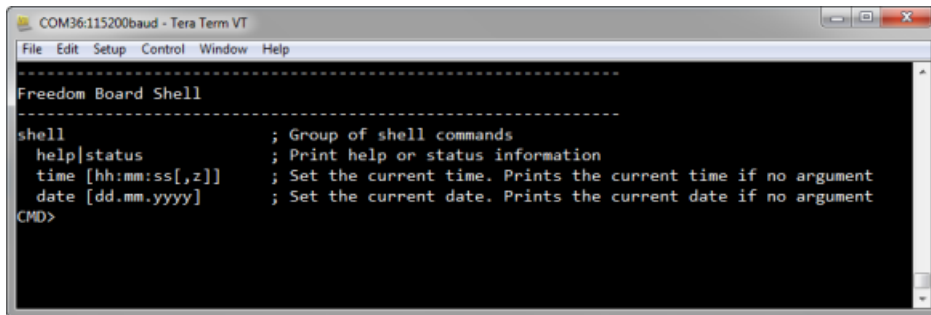 COM36:115200baud - Tera Term VT
File Edit Setup Control Window Help
--------------------------------------------------------------
Freedom Board Shell
--------------------------------------------------------------
shell                     ; Group of shell commands
  help|status             ; Print help or status information
  time [hh:mm:ss[,z]]     ; Set the current time. Prints the current time if no argument
  date [dd.mm.yyyy]       ; Set the current date. Prints the current date if no argument
CMD>